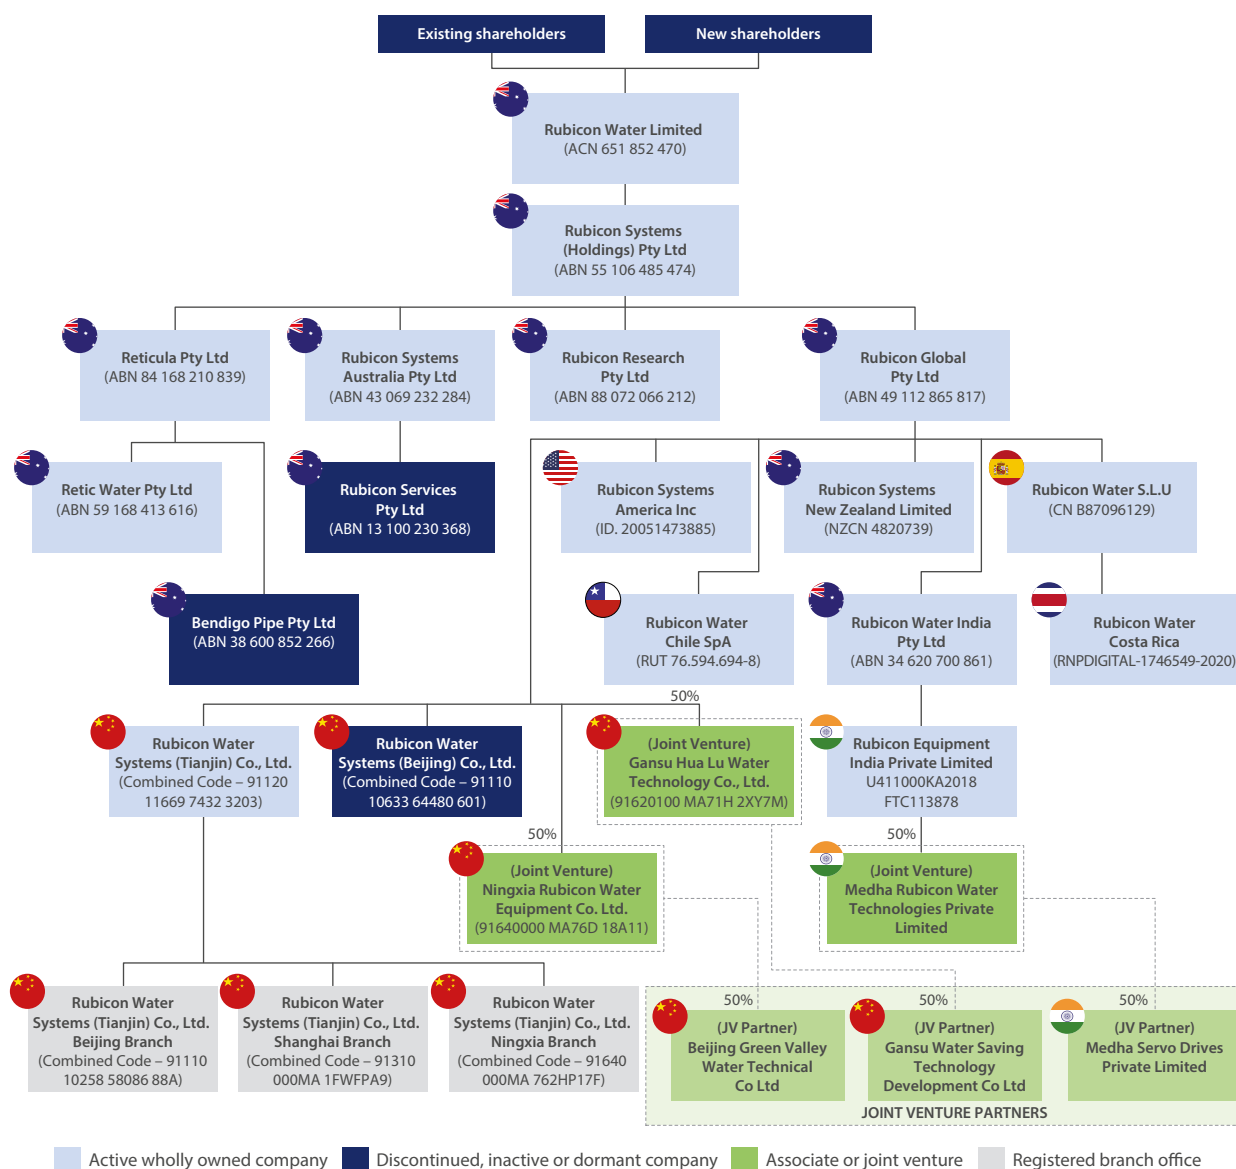 Existing shareholders
New shareholders
Rubicon Water Limited
(ACN 651 852 470)
Rubicon Systems
(Holdings) Pty Ltd
(ABN 55 106 485 474)
Reticula Pty Ltd
(ABN 84 168 210 839)
Rubicon Systems
Australia Pty Ltd
(ABN 43 069 232 284)
Rubicon Research
Pty Ltd
(ABN 88 072 066 212)
Rubicon Global
Pty Ltd
(ABN 49 112 865 817)
Retic Water Pty Ltd
(ABN 59 168 413 616)
Rubicon Services
Pty Ltd
(ABN 13 100 230 368)
Rubicon Systems
America Inc
(ID. 20051473885)
Rubicon Systems
New Zealand Limited
(NZCN 4820739)
Rubicon Water S.L.U
(CN B87096129)
Bendigo Pipe Pty Ltd
(ABN 38 600 852 266)
Rubicon Water
Chile SpA
(RUT 76.594.694-8)
Rubicon Water India
Pty Ltd
(ABN 34 620 700 861)
Rubicon Water
Costa Rica
(RNPDIGITAL-1746549-2020)
50%
Rubicon Water
Systems (Tianjin) Co., Ltd.
(Combined Code – 91120
11669 7432 3203)
Rubicon Water
Systems (Beijing) Co., Ltd.
(Combined Code – 91110
10633 64480 601)
(Joint Venture)
Gansu Hua Lu Water
Technology Co., Ltd.
(91620100 MA71H 2XY7M)
Rubicon Equipment
India Private Limited
U411000KA2018
FTC113878
50%
50%
(Joint Venture)
Ningxia Rubicon Water
Equipment Co. Ltd.
(91640000 MA76D 18A11)
(Joint Venture)
Medha Rubicon Water
Technologies Private
Limited
Rubicon Water
Systems (Tianjin) Co., Ltd.
Beijing Branch
(Combined Code – 91110
10258 58086 88A)
Rubicon Water
Systems (Tianjin) Co., Ltd.
Shanghai Branch
(Combined Code – 91310
000MA 1FWFPA9)
Rubicon Water
Systems (Tianjin) Co., Ltd.
Ningxia Branch
(Combined Code – 91640
000MA 762HP17F)
50%
50%
50%
(JV Partner)
Beijing Green Valley
Water Technical
Co Ltd
(JV Partner)
Gansu Water Saving
Technology
Development Co Ltd
(JV Partner)
Medha Servo Drives
Private Limited
JOINT VENTURE PARTNERS
Active wholly owned company
Discontinued, inactive or dormant company
Associate or joint venture
Registered branch office